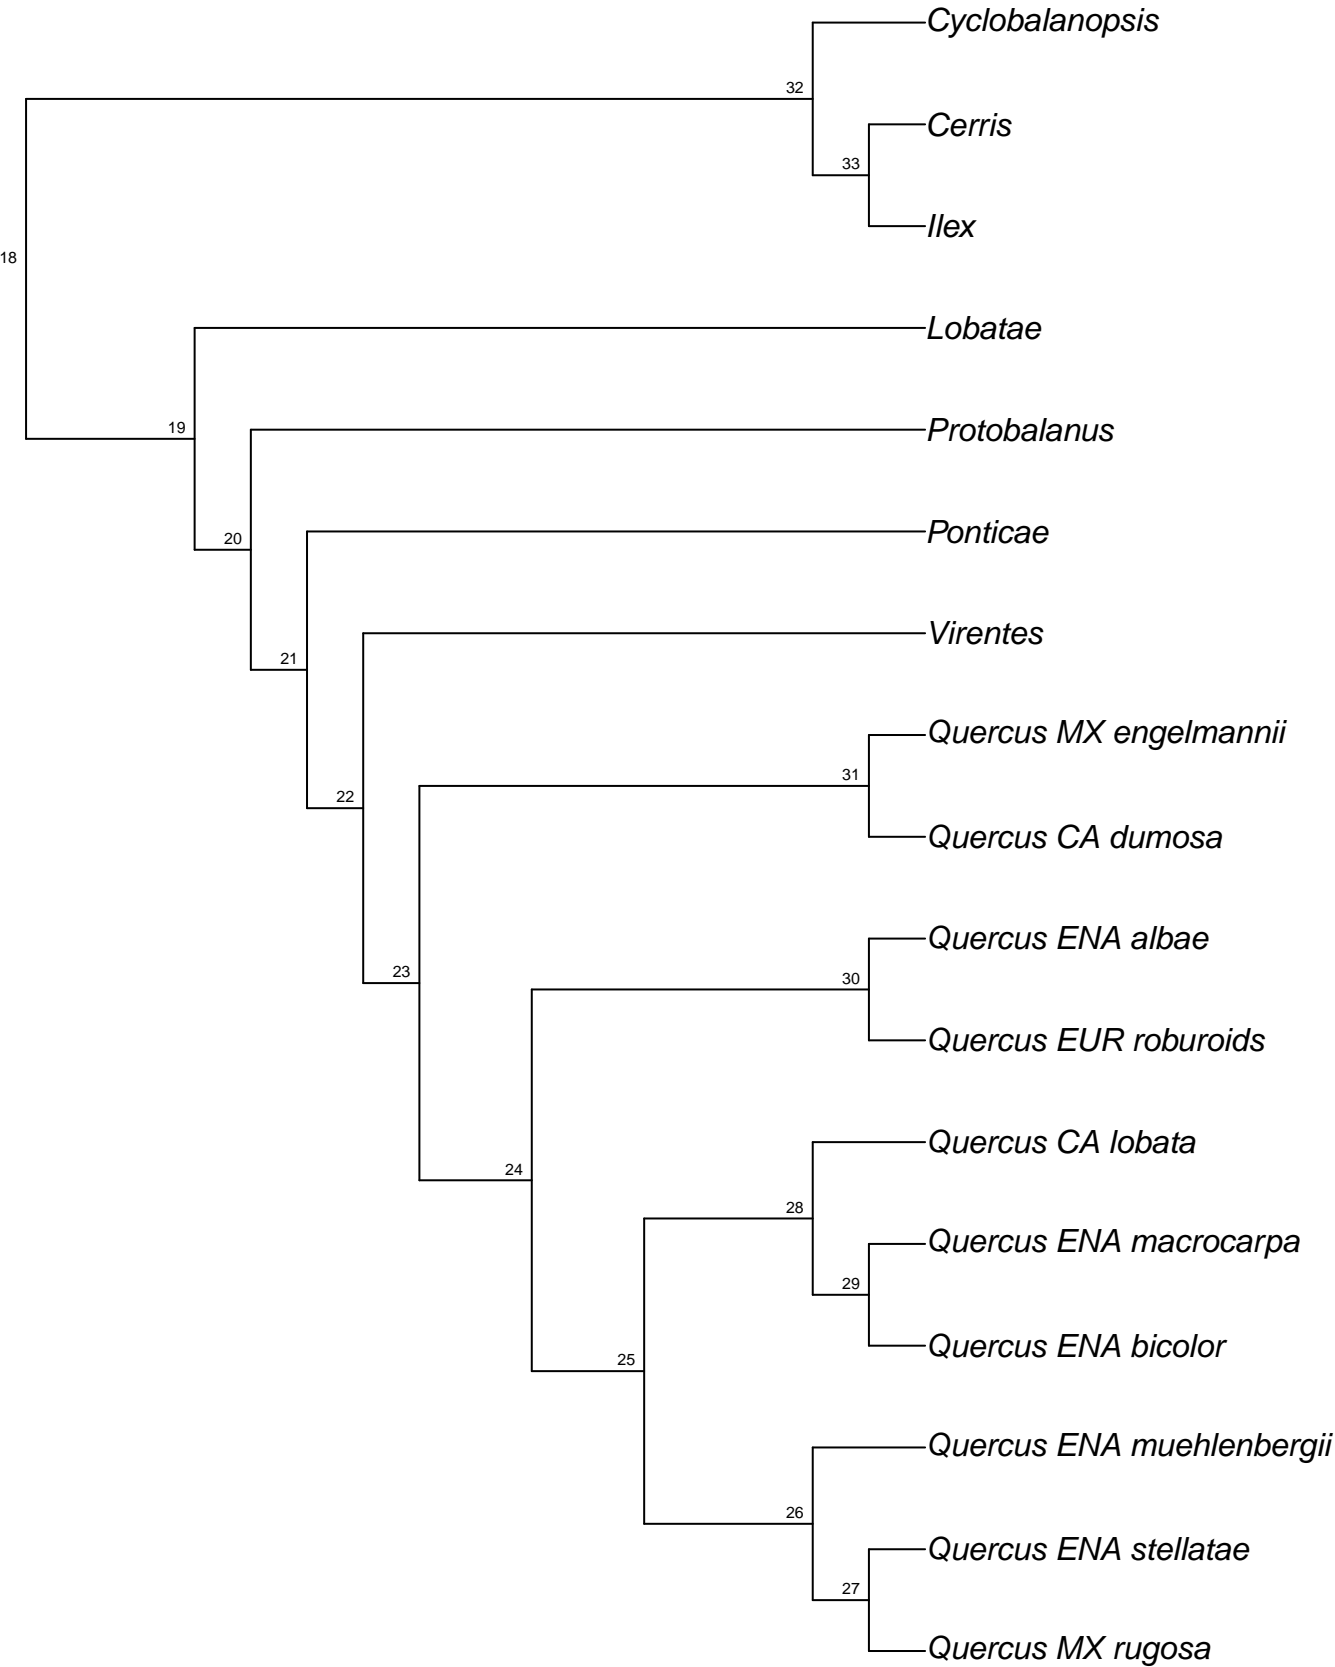 Cyclobalanopsis
32
Cerris
33
Ilex
18
Lobatae
19
Protobalanus
20
Ponticae
21
Virentes
Quercus MX engelmannii
31
22
Quercus CA dumosa
Quercus ENA albae
23
30
Quercus EUR roburoids
Quercus CA lobata
24
28
Quercus ENA macrocarpa
29
Quercus ENA bicolor
25
Quercus ENA muehlenbergii
26
Quercus ENA stellatae
27
Quercus MX rugosa